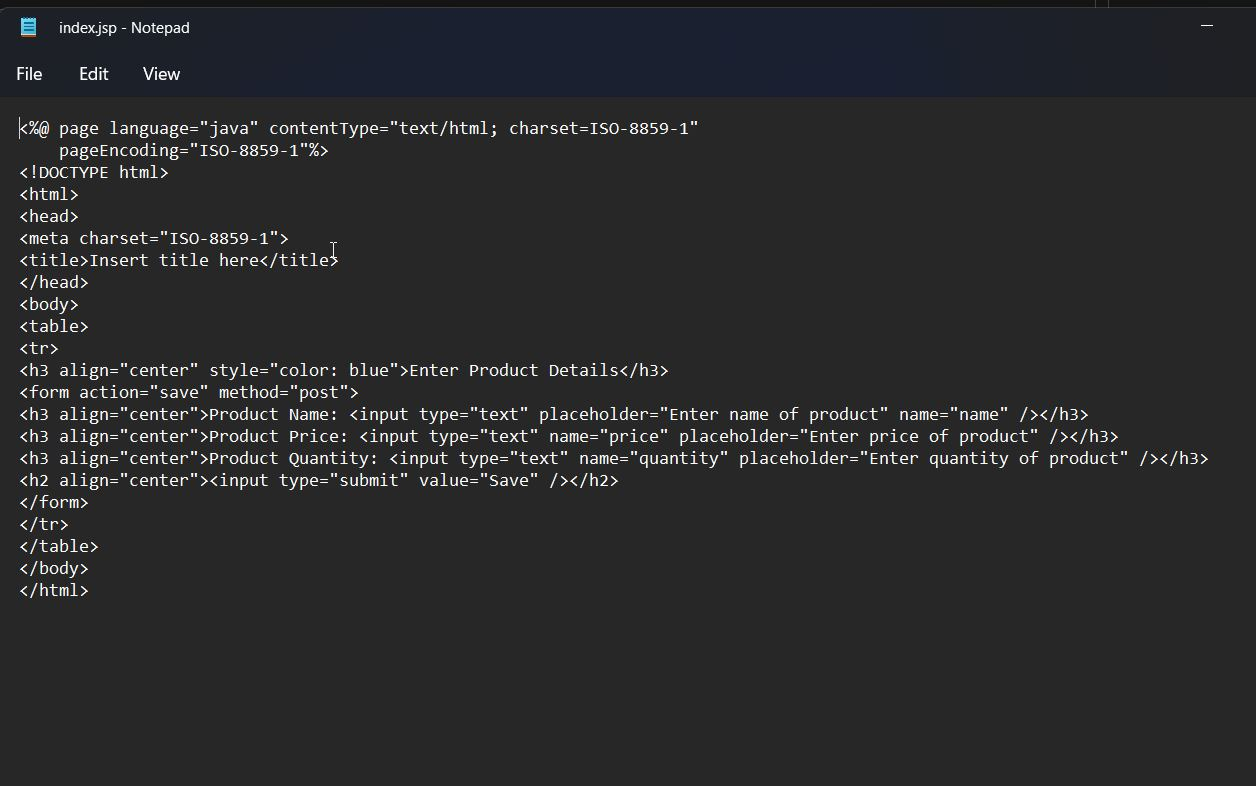 index.jsp - Notepad
File Edit View
<%@ page language="java" contentType="text/html; charset=ISO-8859-1"
    pageEncoding="ISO-8859-1"%>
<!DOCTYPE html>
<html>
<head>
<meta charset="ISO-8859-1">
<title>Insert title here</title>
</head>
<body>
<table>
<tr>
<h3 align="center" style="color: blue">Enter Product Details</h3>
<form action="save" method="post">
<h3 align="center">Product Name: <input type="text" placeholder="Enter name of product" name="name" /></h3>
<h3 align="center">Product Price: <input type="text" name="price" placeholder="Enter price of product" /></h3>
<h3 align="center">Product Quantity: <input type="text" name="quantity" placeholder="Enter quantity of product" /></h3>
<h2 align="center"><input type="submit" value="Save" /></h2>
</form>
</tr>
</table>
</body>
</html>